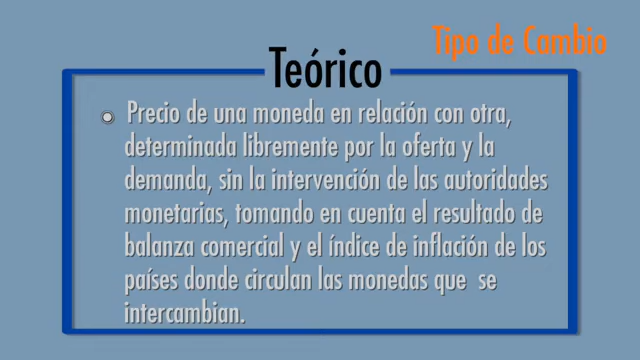 Tipo de Cambio
Teórico
Precio de una moneda en relación con otra,
determinada libremente por la oferta y la
demanda, sin la intervención de las autoridades
monetarias, tomando en cuenta el resultado de
balanza comercial y el índice de inflación de los
países donde circulan las monedas que se
intercambian.